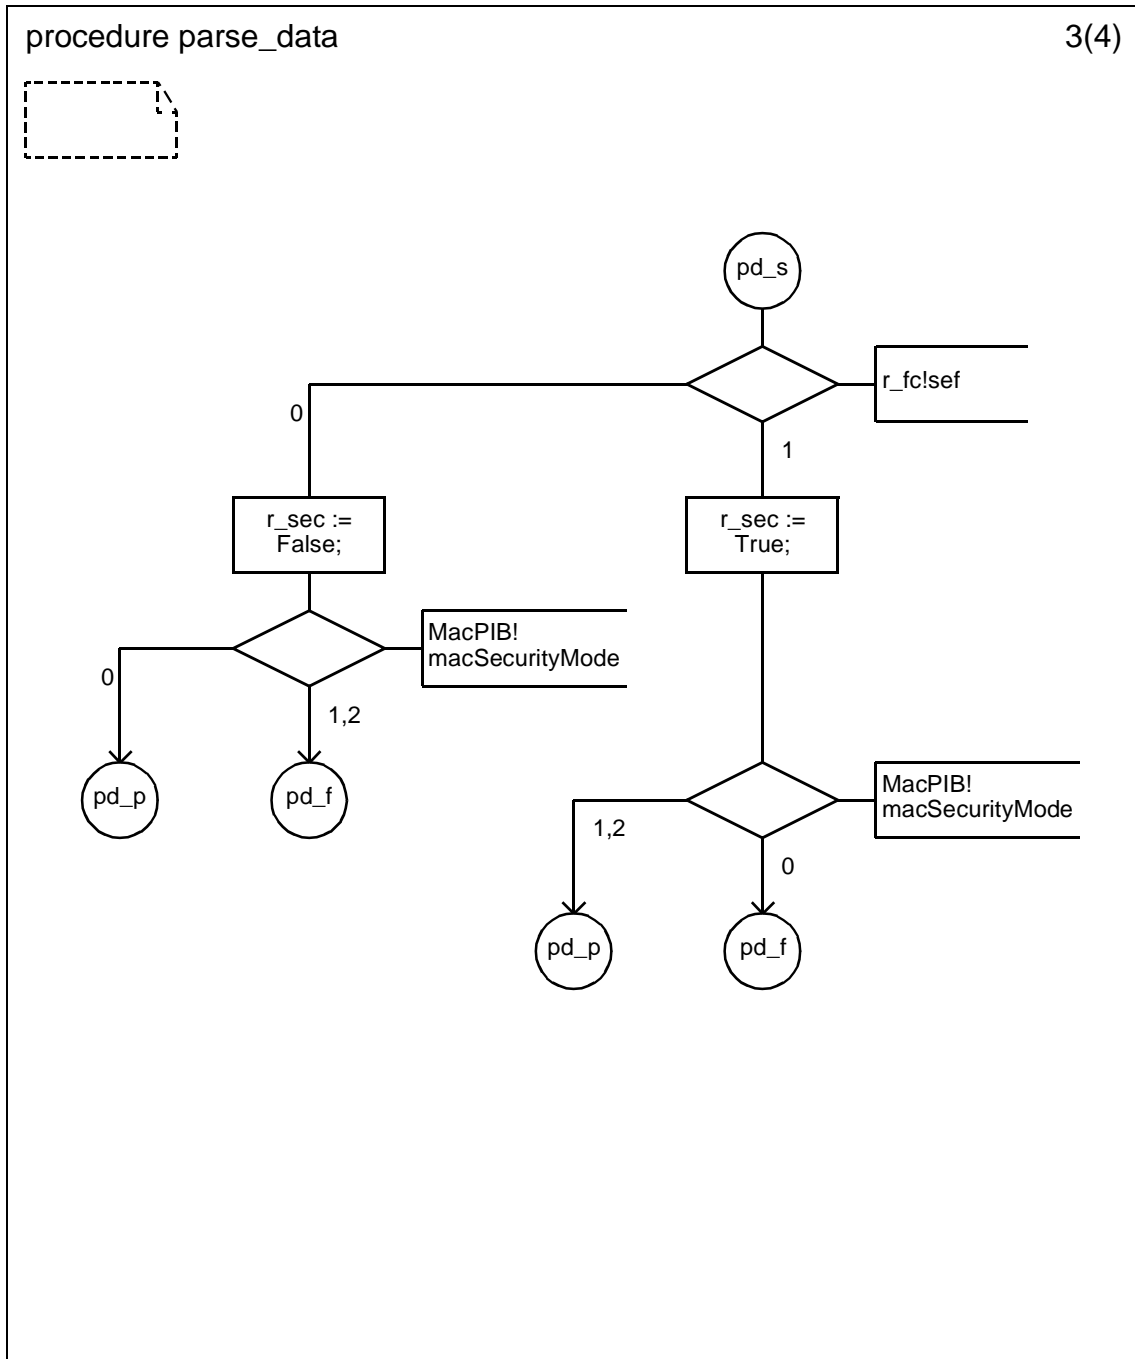 procedure parse_data
3(4)
pd_s
r_fc!sef
0
1
r_sec :=
False;
r_sec :=
True;
MacPIB!
macSecurityMode
0
1,2
pd_p
pd_f
MacPIB!
macSecurityMode
1,2
0
pd_p
pd_f